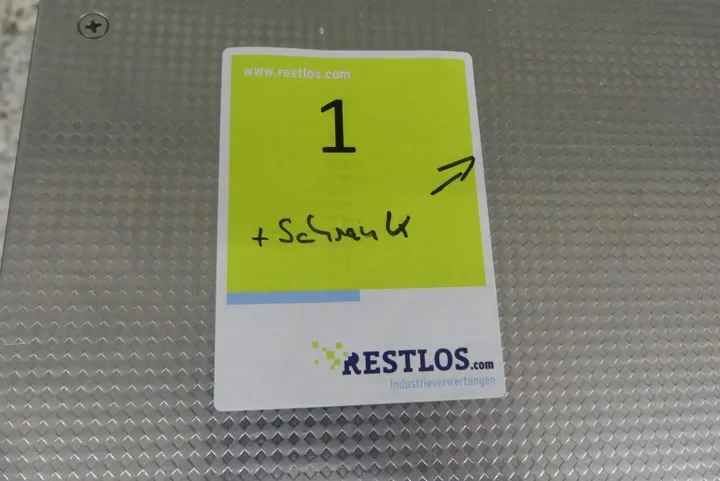 www.restlos.com
1
+ Schrank
RESTLOS.com
Industrieverwertungen